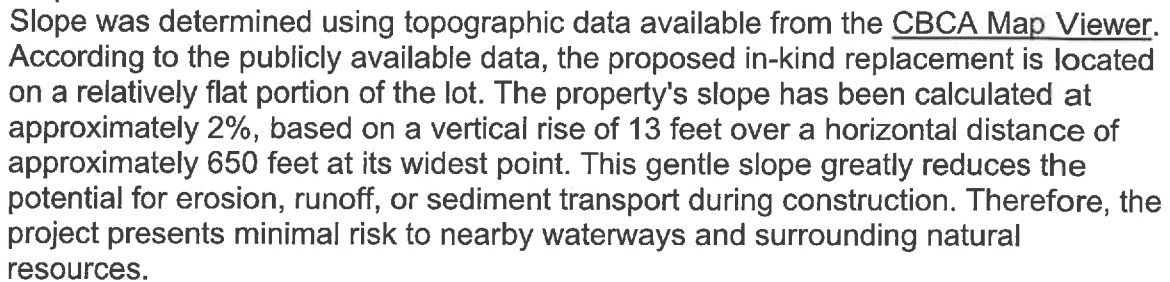 Slope was determined using topographic data available from the CBCA Map Viewer.
According to the publicly available data, the proposed in-kind replacement is located
on a relatively flat portion of the lot. The property's slope has been calculated at
approximately 2%, based on a vertical rise of 13 feet over a horizontal distance of
approximately 650 feet at its widest point. This gentle slope greatly reduces the
potential for erosion, runoff, or sediment transport during construction. Therefore, the
project presents minimal risk to nearby waterways and surrounding natural
resources.